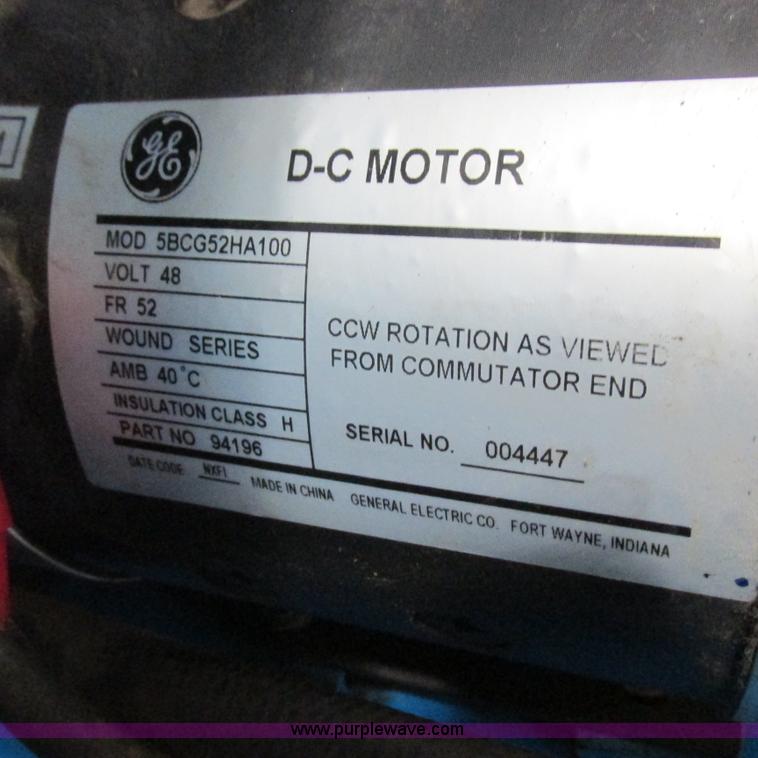 GE
D-C MOTOR
MOD 5BCG52HA100
VOLT 48
FR 52
WOUND SERIES
AMB 40°C
INSULATION CLASS H
PART NO 94196
CCW ROTATION AS VIEWED
FROM COMMUTATOR END
SERIAL NO. 004447
DATE CODE NXFI
MADE IN CHINA GENERAL ELECTRIC CO. FORT WAYNE, INDIANA
www.purplewave.com